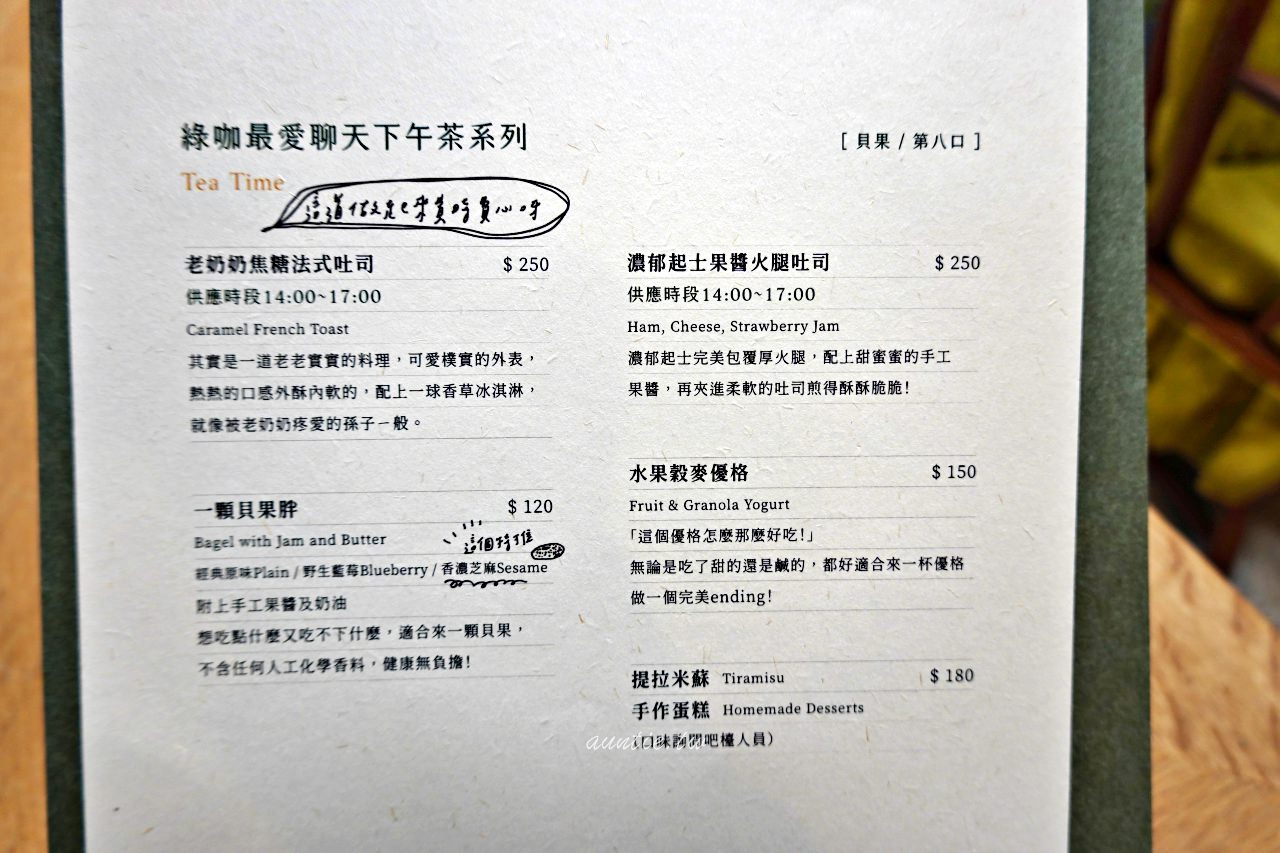 綠咖最愛聊天下午茶系列
[ 貝果 / 第八口 ]
Tea Time
這道做起來真的費心呀
老奶奶焦糖法式吐司 $ 250
供應時段14:00~17:00
Caramel French Toast
其實是一道老老實實的料理，可愛樸實的外表，
熱熱的口感外酥內軟的，配上一球香草冰淇淋，
就像被老奶奶疼愛的孫子一般。
一顆貝果胖 $ 120
Bagel with Jam and Butter
這個特推
經典原味Plain / 野生藍莓Blueberry / 香濃芝麻Sesame
附上手工果醬及奶油
想吃點什麼又吃不下什麼，適合來一顆貝果，
不含任何人工化學香料，健康無負擔！
濃郁起士果醬火腿吐司 $ 250
供應時段14:00~17:00
Ham, Cheese, Strawberry Jam
濃郁起士完美包覆厚火腿，配上甜蜜蜜的手工
果醬，再夾進柔軟的吐司煎得酥酥脆脆！
水果穀麥優格 $ 150
Fruit & Granola Yogurt
「這個優格怎麼那麼好吃！」
無論是吃了甜的還是鹹的，都好適合來一杯優格
做一個完美ending！
提拉米蘇 Tiramisu $ 180
手作蛋糕 Homemade Desserts
（口味詢問吧檯人員）